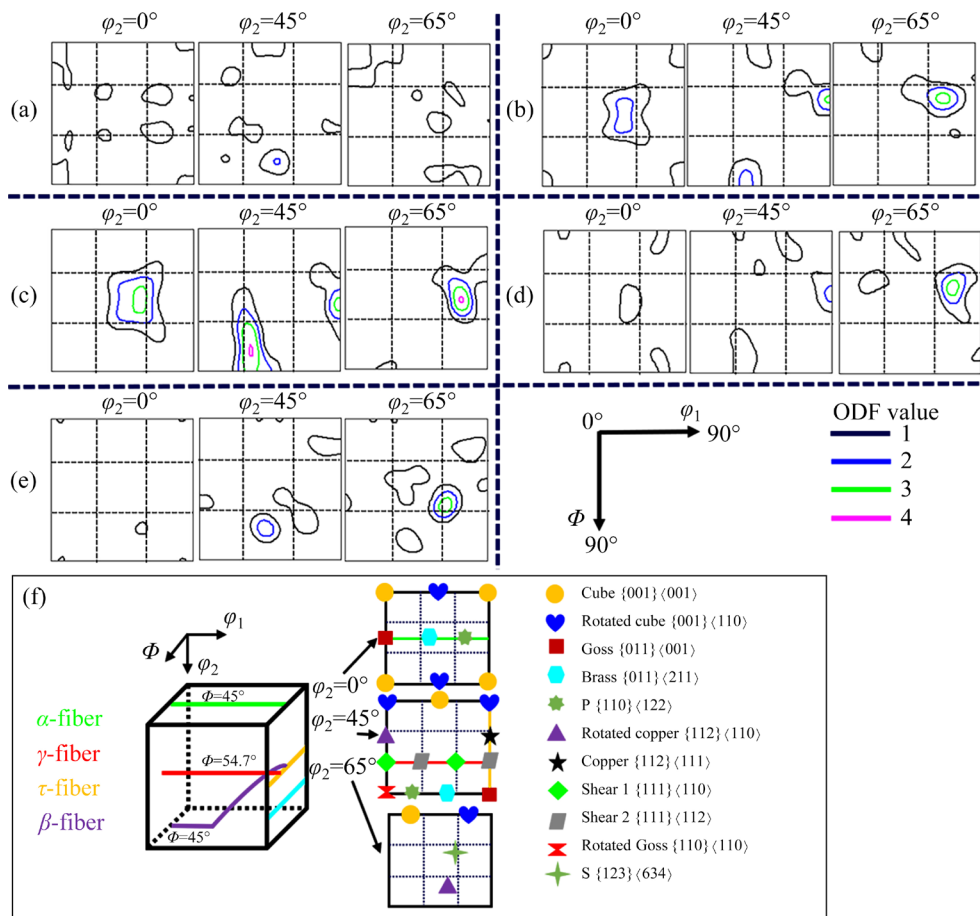 φ₂=0° φ₂=45° φ₂=65°
(a)
φ₂=0° φ₂=45° φ₂=65°
(b)
φ₂=0° φ₂=45° φ₂=65°
(c)
φ₂=0° φ₂=45° φ₂=65°
(d)
φ₂=0° φ₂=45° φ₂=65°
(e)
0° φ₁
90°
Φ
90°
ODF value
1
2
3
4
(f)
φ₁
Φ
φ₂
α-fiber
γ-fiber
τ-fiber
β-fiber
Φ=45°
Φ=54.7°
Φ=45°
φ₂=0°
φ₂=45°
φ₂=65°
Cube {001}⟨001⟩
Rotated cube {001}⟨110⟩
Goss {011}⟨001⟩
Brass {011}⟨211⟩
P {110}⟨122⟩
Rotated copper {112}⟨110⟩
Copper {112}⟨111⟩
Shear 1 {111}⟨110⟩
Shear 2 {111}⟨112⟩
Rotated Goss {110}⟨110⟩
S {123}⟨634⟩